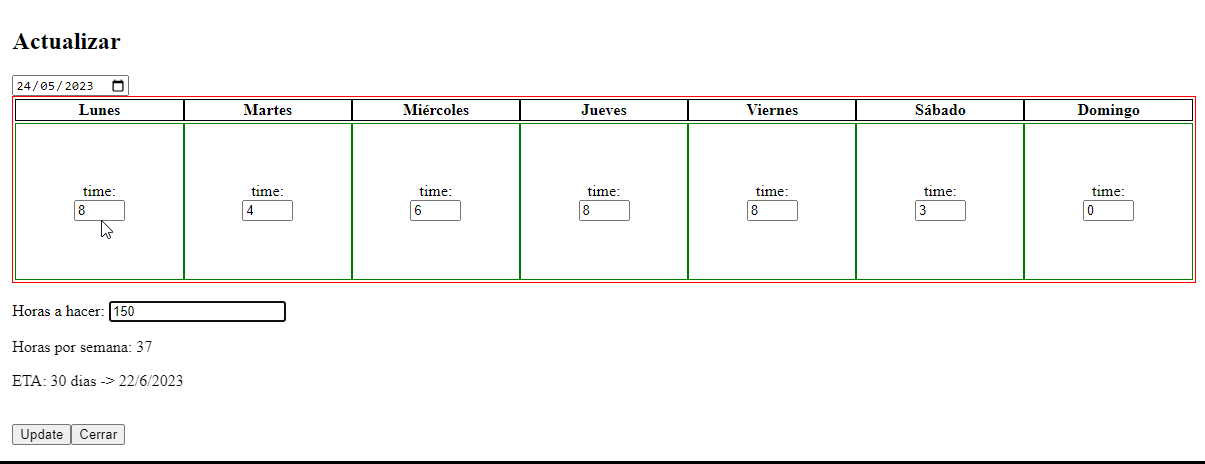 Actualizar
24/05/2023
Lunes Martes Miércoles Jueves Viernes Sábado Domingo
time: time: time: time: time: time: time:
8 4 6 8 8 3 0
Horas a hacer: 150
Horas por semana: 37
ETA: 30 dias -> 22/6/2023
Update Cerrar